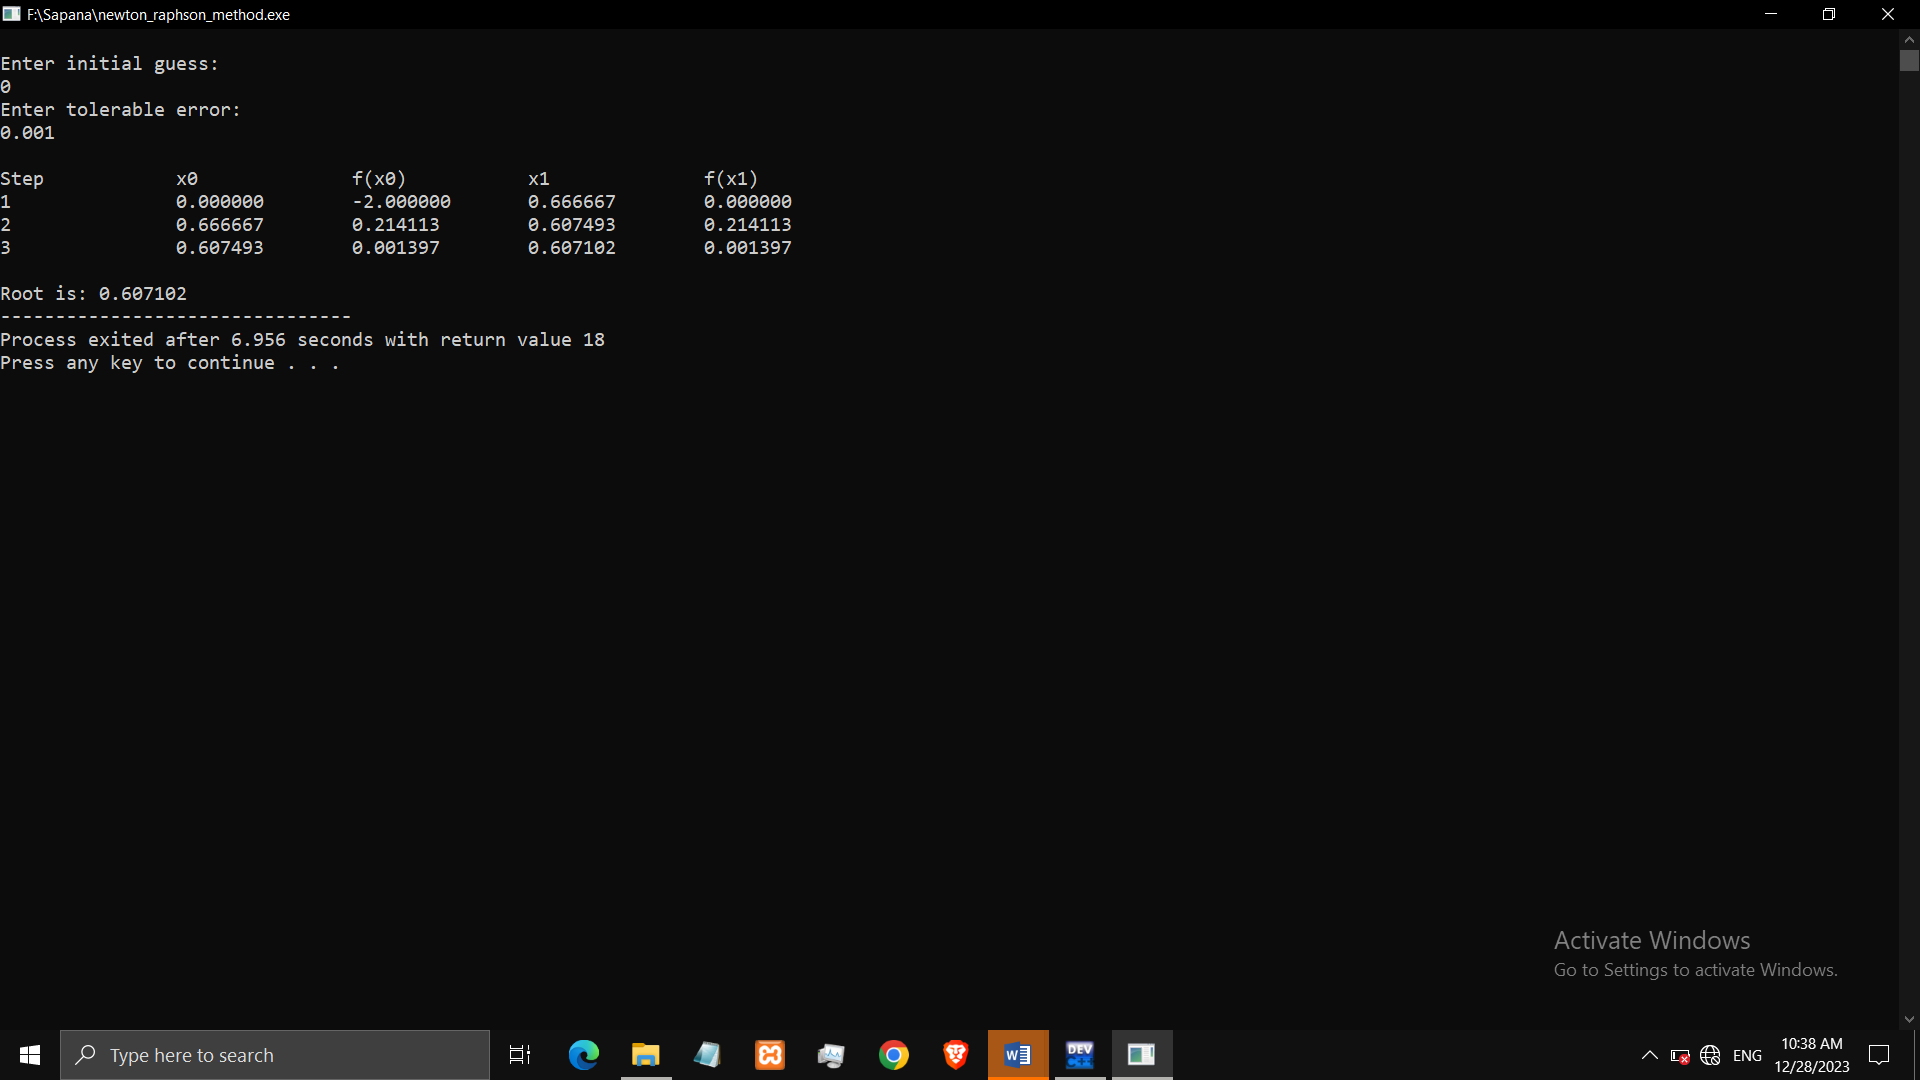 F:\Sapana\newton_raphson_method.exe
Enter initial guess:
0
Enter tolerable error:
0.001
Step x0 f(x0) x1 f(x1)
1 0.000000 -2.000000 0.666667 0.000000
2 0.666667 0.214113 0.607493 0.214113
3 0.607493 0.001397 0.607102 0.001397
Root is: 0.607102
--------------------------------
Process exited after 6.956 seconds with return value 18
Press any key to continue . . .
Activate Windows
Go to Settings to activate Windows.
Type here to search
W
DEV
C++
ENG
10:38 AM
12/28/2023